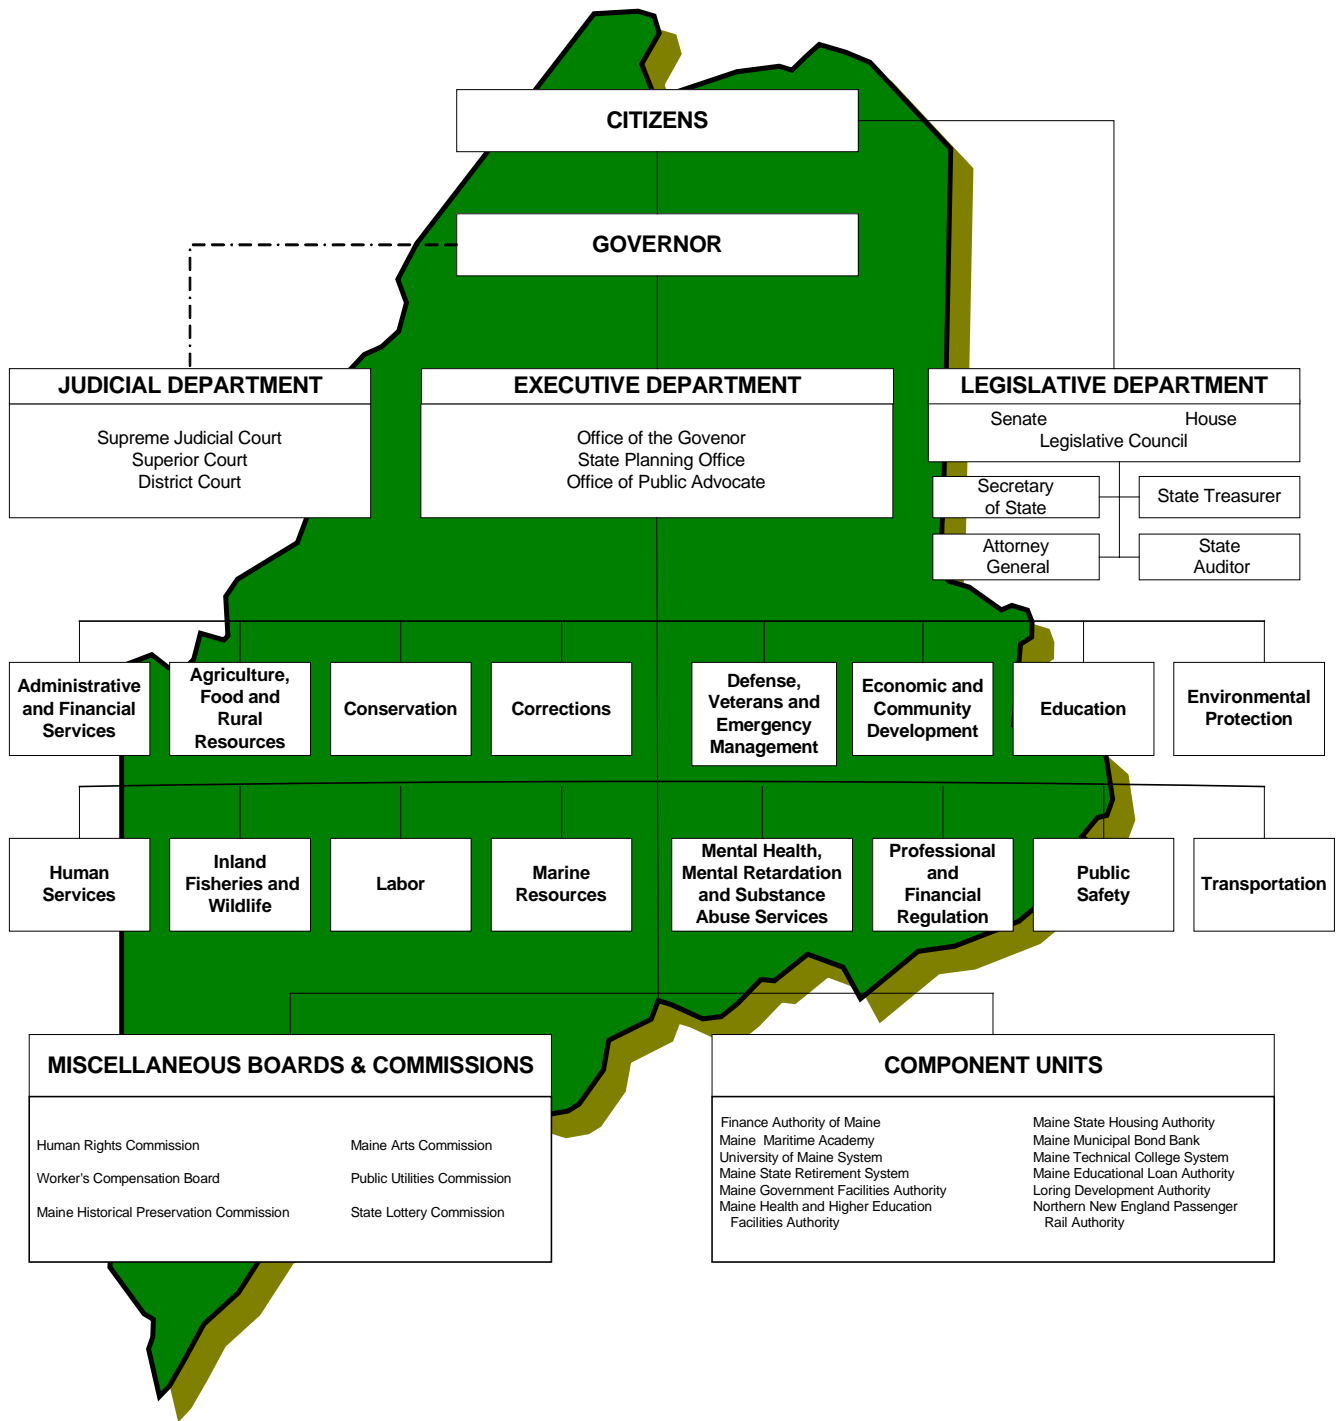 CITIZENS
GOVERNOR
JUDICIAL DEPARTMENT
Supreme Judicial Court
Superior Court
District Court
EXECUTIVE DEPARTMENT
Office of the Govenor
State Planning Office
Office of Public Advocate
LEGISLATIVE DEPARTMENT
Senate House
Legislative Council
Secretary
of State
State Treasurer
Attorney
General
State
Auditor
Administrative
and Financial
Services
Agriculture,
Food and
Rural
Resources
Conservation
Corrections
Defense,
Veterans and
Emergency
Management
Economic and
Community
Development
Education
Environmental
Protection
Human
Services
Inland
Fisheries and
Wildlife
Labor
Marine
Resources
Mental Health,
Mental Retardation
and Substance
Abuse Services
Professional
and
Financial
Regulation
Public
Safety
Transportation
MISCELLANEOUS BOARDS & COMMISSIONS
Human Rights Commission
Worker's Compensation Board
Maine Historical Preservation Commission
Maine Arts Commission
Public Utilities Commission
State Lottery Commission
COMPONENT UNITS
Finance Authority of Maine
Maine Maritime Academy
University of Maine System
Maine State Retirement System
Maine Government Facilities Authority
Maine Health and Higher Education
Facilities Authority
Maine State Housing Authority
Maine Municipal Bond Bank
Maine Technical College System
Maine Educational Loan Authority
Loring Development Authority
Northern New England Passenger
Rail Authority